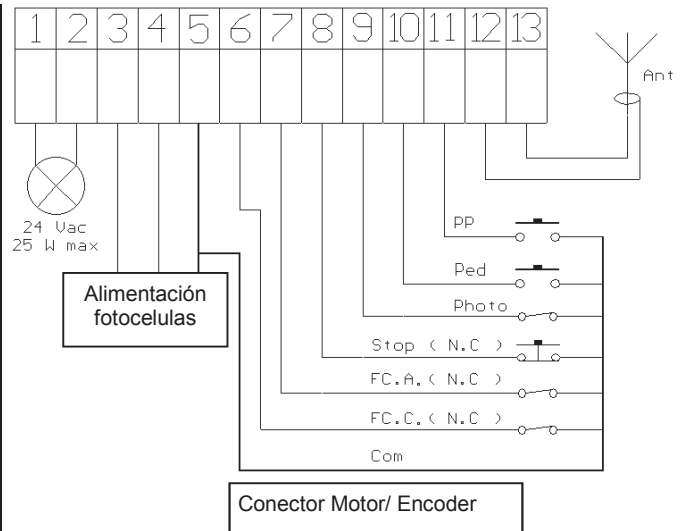 1 2 3 4 5 6 7 8 9 10 11 12 13
Ant
24 Vac
25 W max
Alimentación
fotocelulas
PP
Ped
Photo
Stop ( N.C )
FC.A.( N.C )
FC.C.( N.C )
Com
Conector Motor/ Encoder